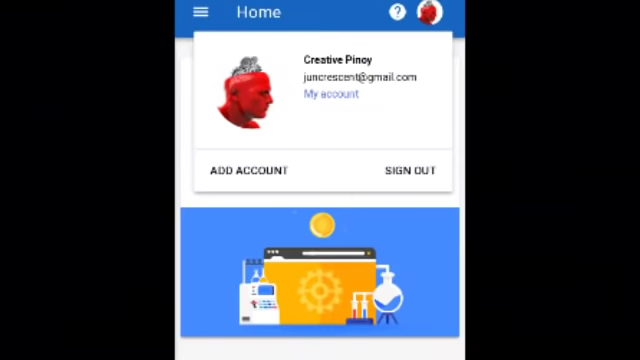 Home
?
Creative Pinoy
juncrescent@gmail.com
My account
ADD ACCOUNT
SIGN OUT